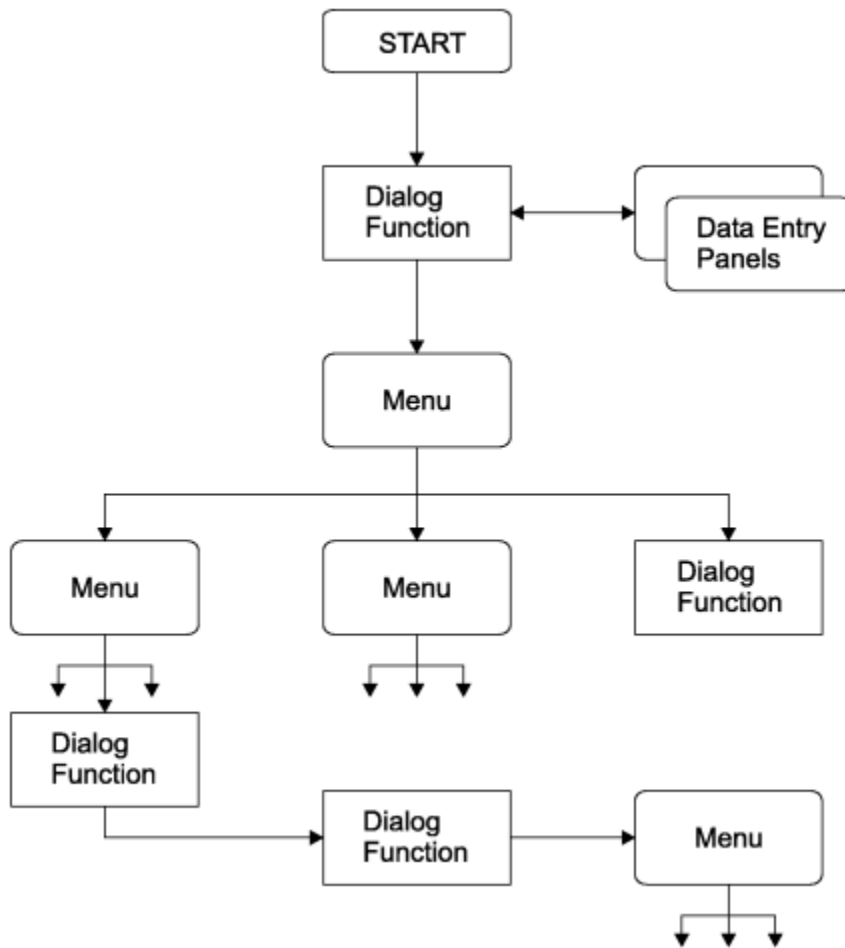 START
Dialog
Function
Data Entry
Panels
Menu
Menu
Menu
Dialog
Function
Dialog
Function
Dialog
Function
Menu